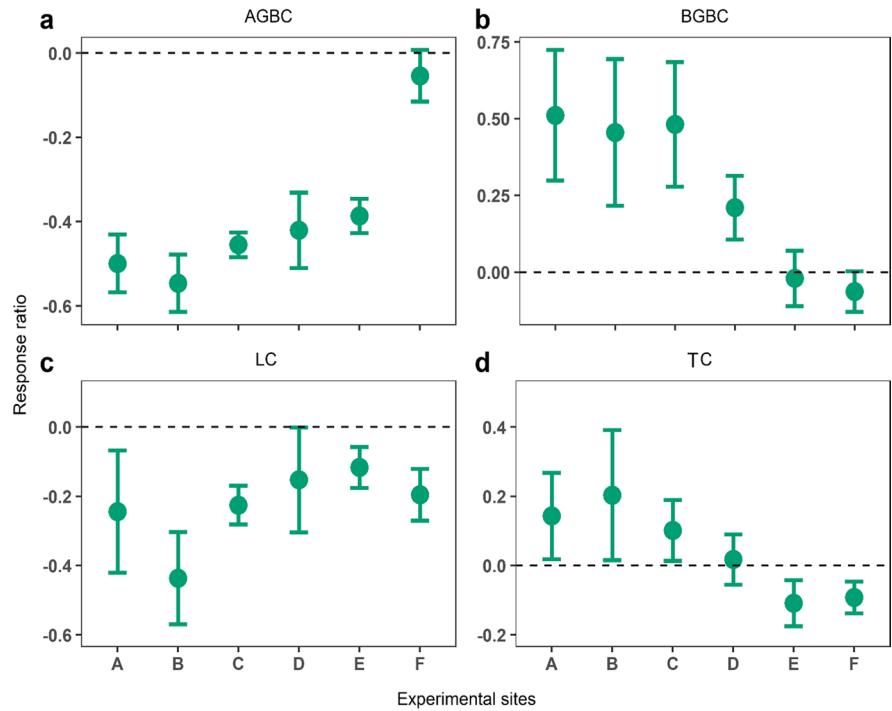 a AGBC
0.0
-0.2
-0.4
-0.6
b BGBC
0.75
0.50
0.25
0.00
Response ratio
c LC
0.0
-0.2
-0.4
-0.6
A B C D E F
d TC
0.4
0.2
0.0
-0.2
A B C D E F
Experimental sites